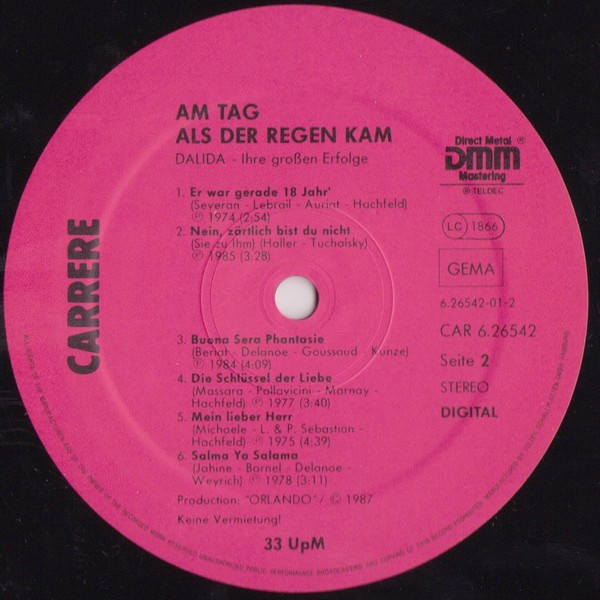 AM TAG
ALS DER REGEN KAM
DALIDA - Ihre großen Erfolge
1. Er war gerade 18 Jahr'
(Severan - Lebrail - Auriat - Hachfeld)
℗ 1974 (2:54)
2. Nein, zärtlich bist du nicht
(Sie zu Ihm) (Haller - Tuchalsky)
℗ 1985 (3:28)
3. Buona Sera Phantasie
(Beriat - Delanoe - Goussaud - Kunze)
℗ 1984 (4:09)
4. Die Schlüssel der Liebe
(Massara - Pallavicini - Marnay -
Hachfeld) ℗ 1977 (3:40)
5. Mein lieber Herr
(Michaele - L. & P. Sebastian -
Hachfeld) ℗ 1975 (4:39)
6. Salma Ya Salama
(Jahine - Barnel - Delanoe -
Weyrich) ℗ 1978 (3:11)
Production: "ORLANDO"/ © 1987
Keine Vermietung!
33 UpM
CARRERE
Direct Metal ®
DMM
Mastering
® TELDEC
LC 1866
GEMA
6.26542-01-2
CAR 6.26542
Seite 2
STEREO
DIGITAL